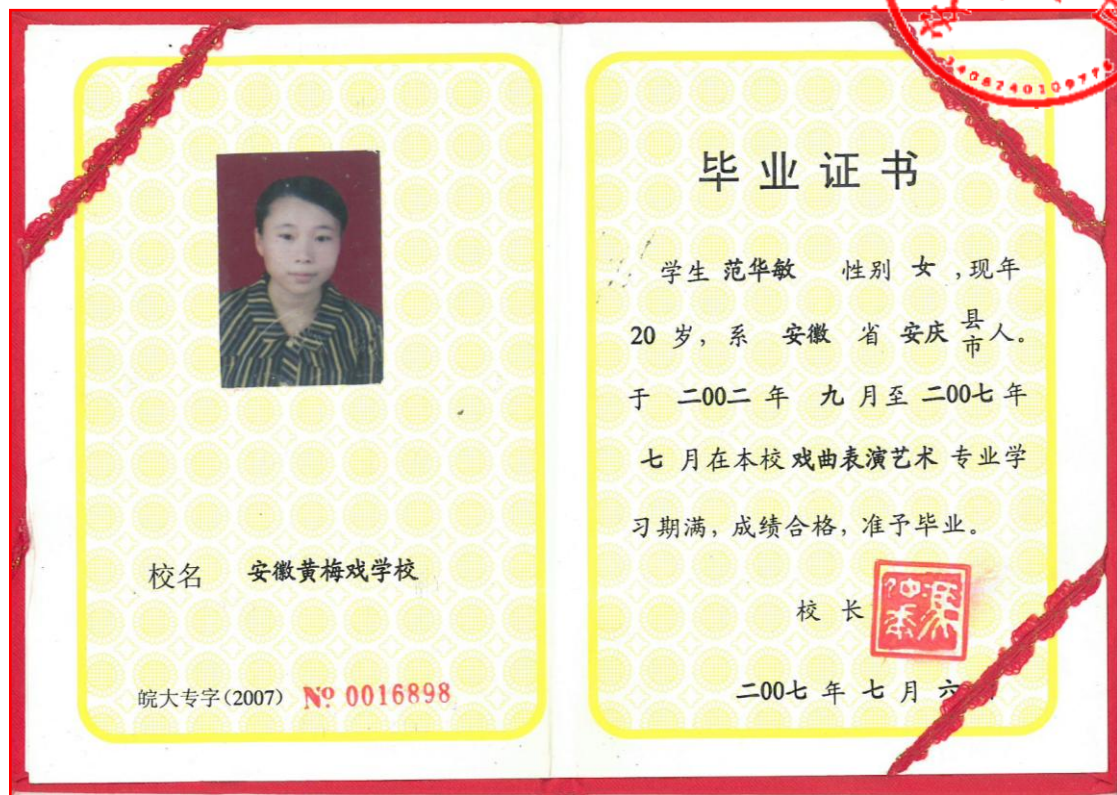 校名 安徽黄梅戏学校
皖大专字(2007) № 0016898
毕业证书
学生 范华敏 性别 女 ,现年
20 岁, 系 安徽 省 安庆 县市 人。
于 二00二 年 九 月至 二00七 年
七 月在本校 戏曲表演艺术 专业学
习期满, 成绩合格, 准予毕业。
校 长
二00七 年 七 月 六